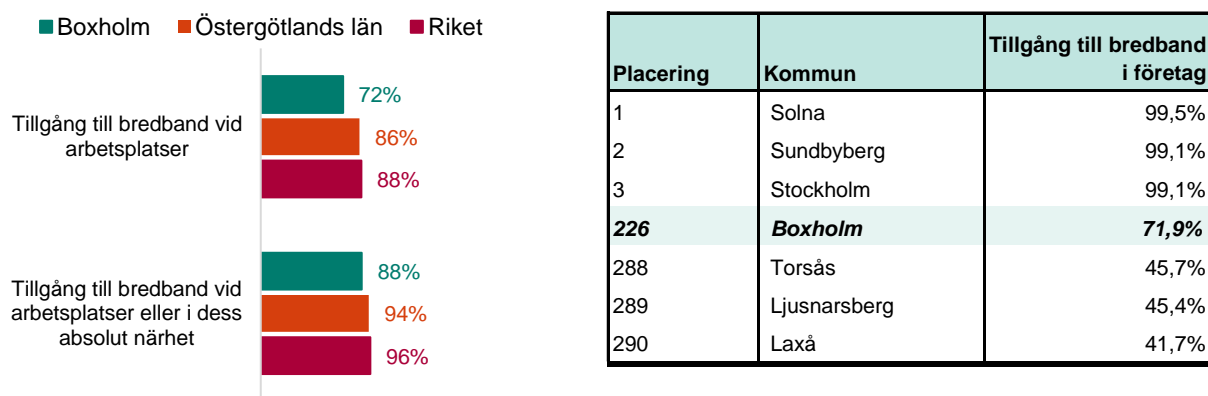 Boxholm Östergötlands län Riket
Tillgång till bredband vid
arbetsplatser
72%
86%
88%
Tillgång till bredband vid
arbetsplatser eller i dess
absolut närhet
88%
94%
96%
Placering Kommun Tillgång till bredband
i företag
1 Solna 99,5%
2 Sundbyberg 99,1%
3 Stockholm 99,1%
226 Boxholm 71,9%
288 Torsås 45,7%
289 Ljusnarsberg 45,4%
290 Laxå 41,7%